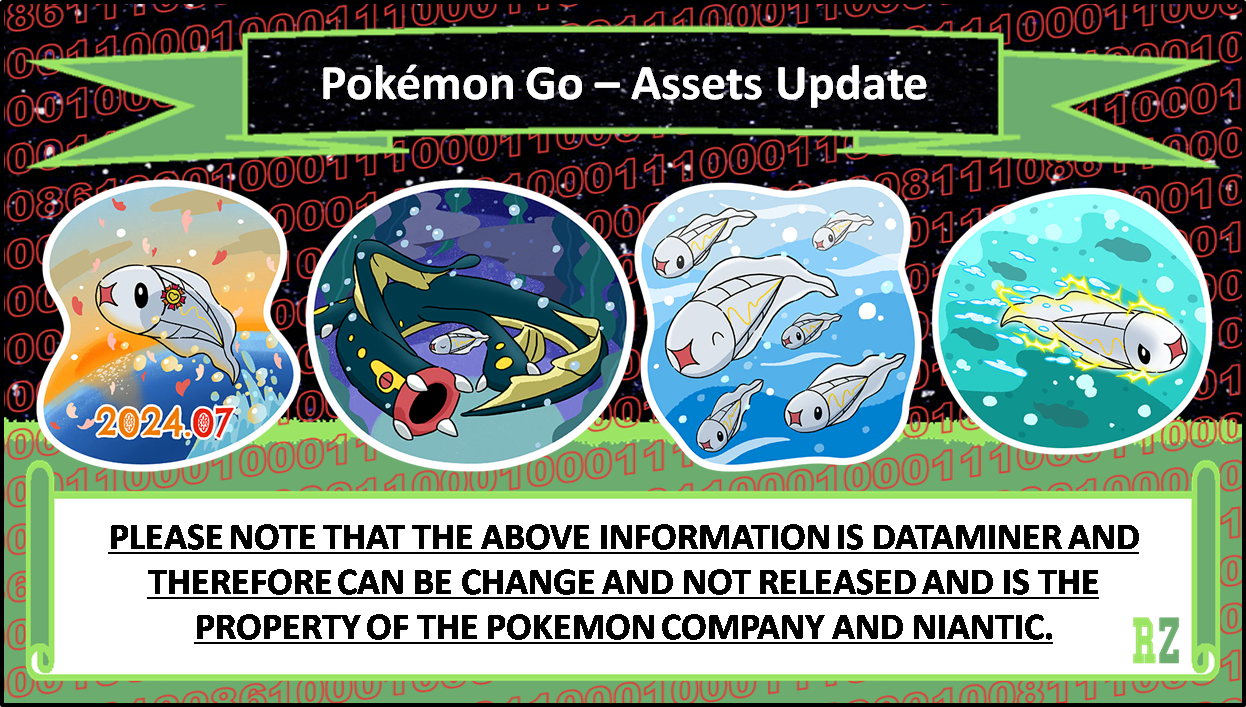 Pokémon Go – Assets Update
2024.07
PLEASE NOTE THAT THE ABOVE INFORMATION IS DATAMINER AND
THEREFORE CAN BE CHANGE AND NOT RELEASED AND IS THE
PROPERTY OF THE POKEMON COMPANY AND NIANTIC.
RZ